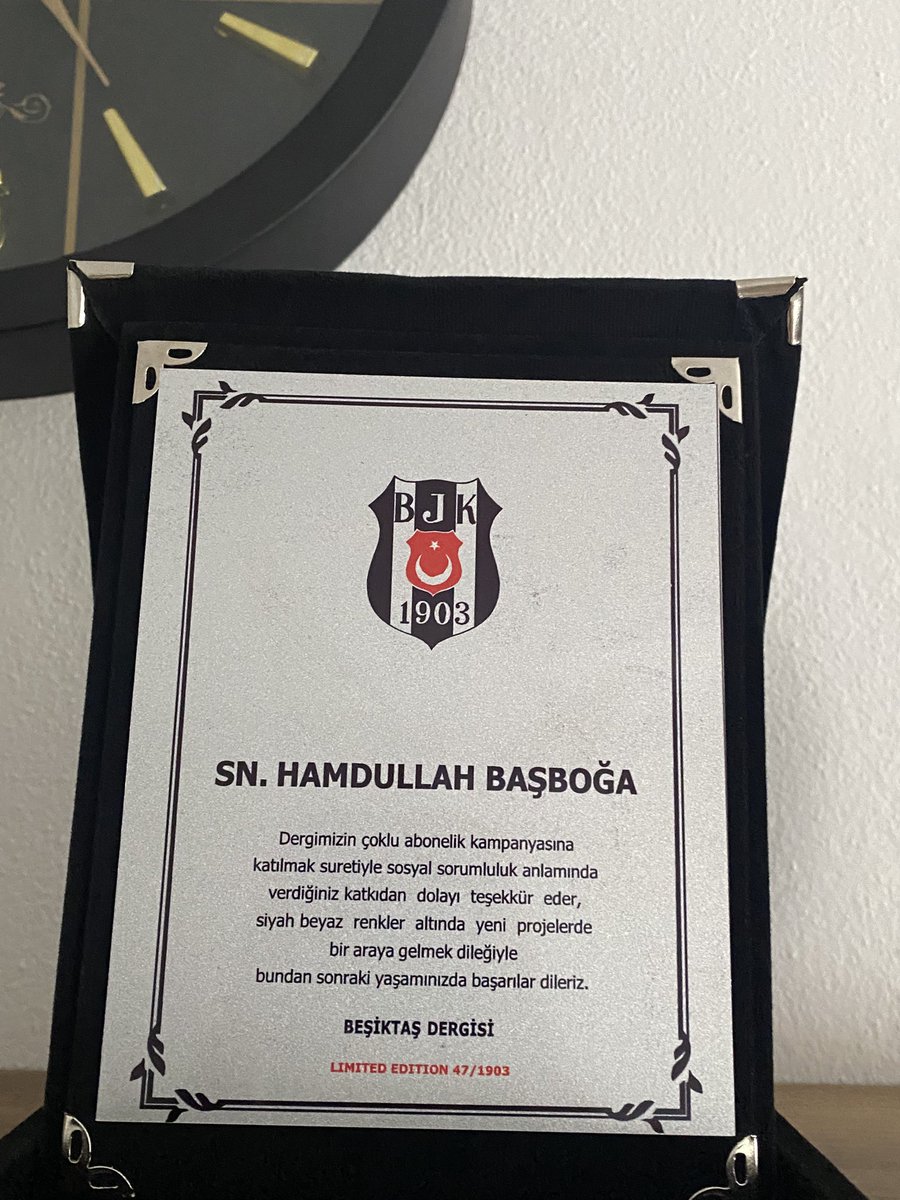 BJK
1903
SN. HAMDULLAH BAŞBOĞA
Dergimizin çoklu abonelik kampanyasına
katılmak suretiyle sosyal sorumluluk anlamında
verdiğiniz katkıdan dolayı teşekkür eder,
siyah beyaz renkler altında yeni projelerde
bir araya gelmek dileğiyle
bundan sonraki yaşamınızda başarılar dileriz.
BEŞİKTAŞ DERGİSİ
LIMITED EDITION 47/1903